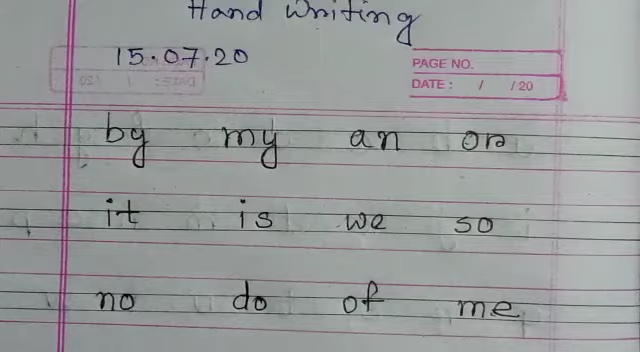 Hand Writing
15.07.20
PAGE NO.
DATE : / / 20
by my an or
it is we so
no do of me